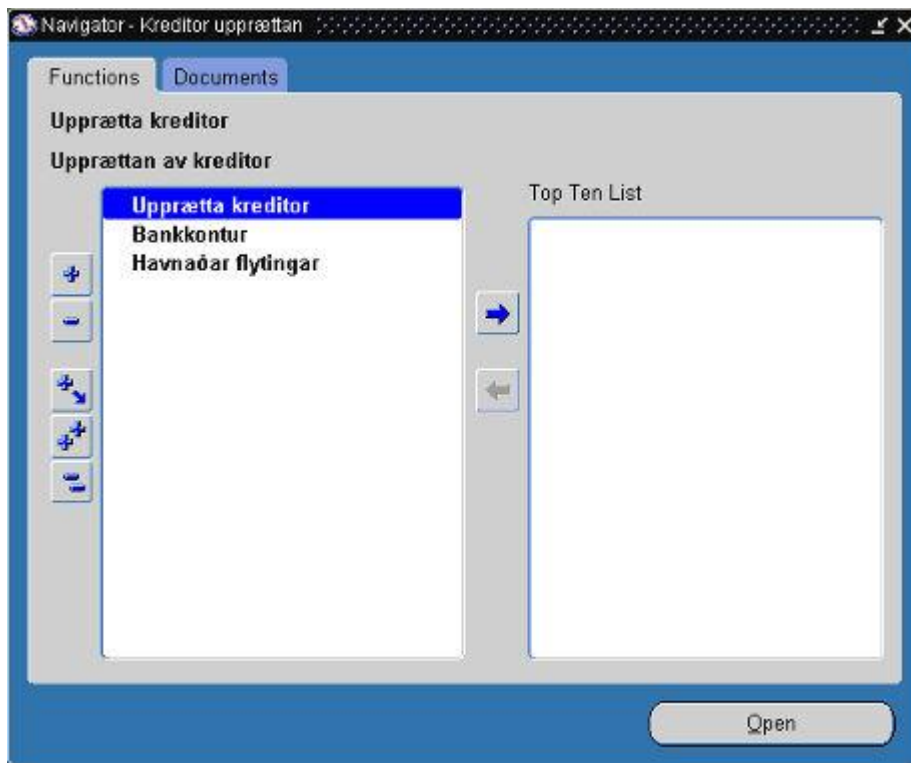 Navigator - Kreditor upprættan
Functions
Documents
Upprætta kreditor
Upprættan av kreditor
Upprætta kreditor
Bankkontur
Havnaðar flytingar
Top Ten List
Open